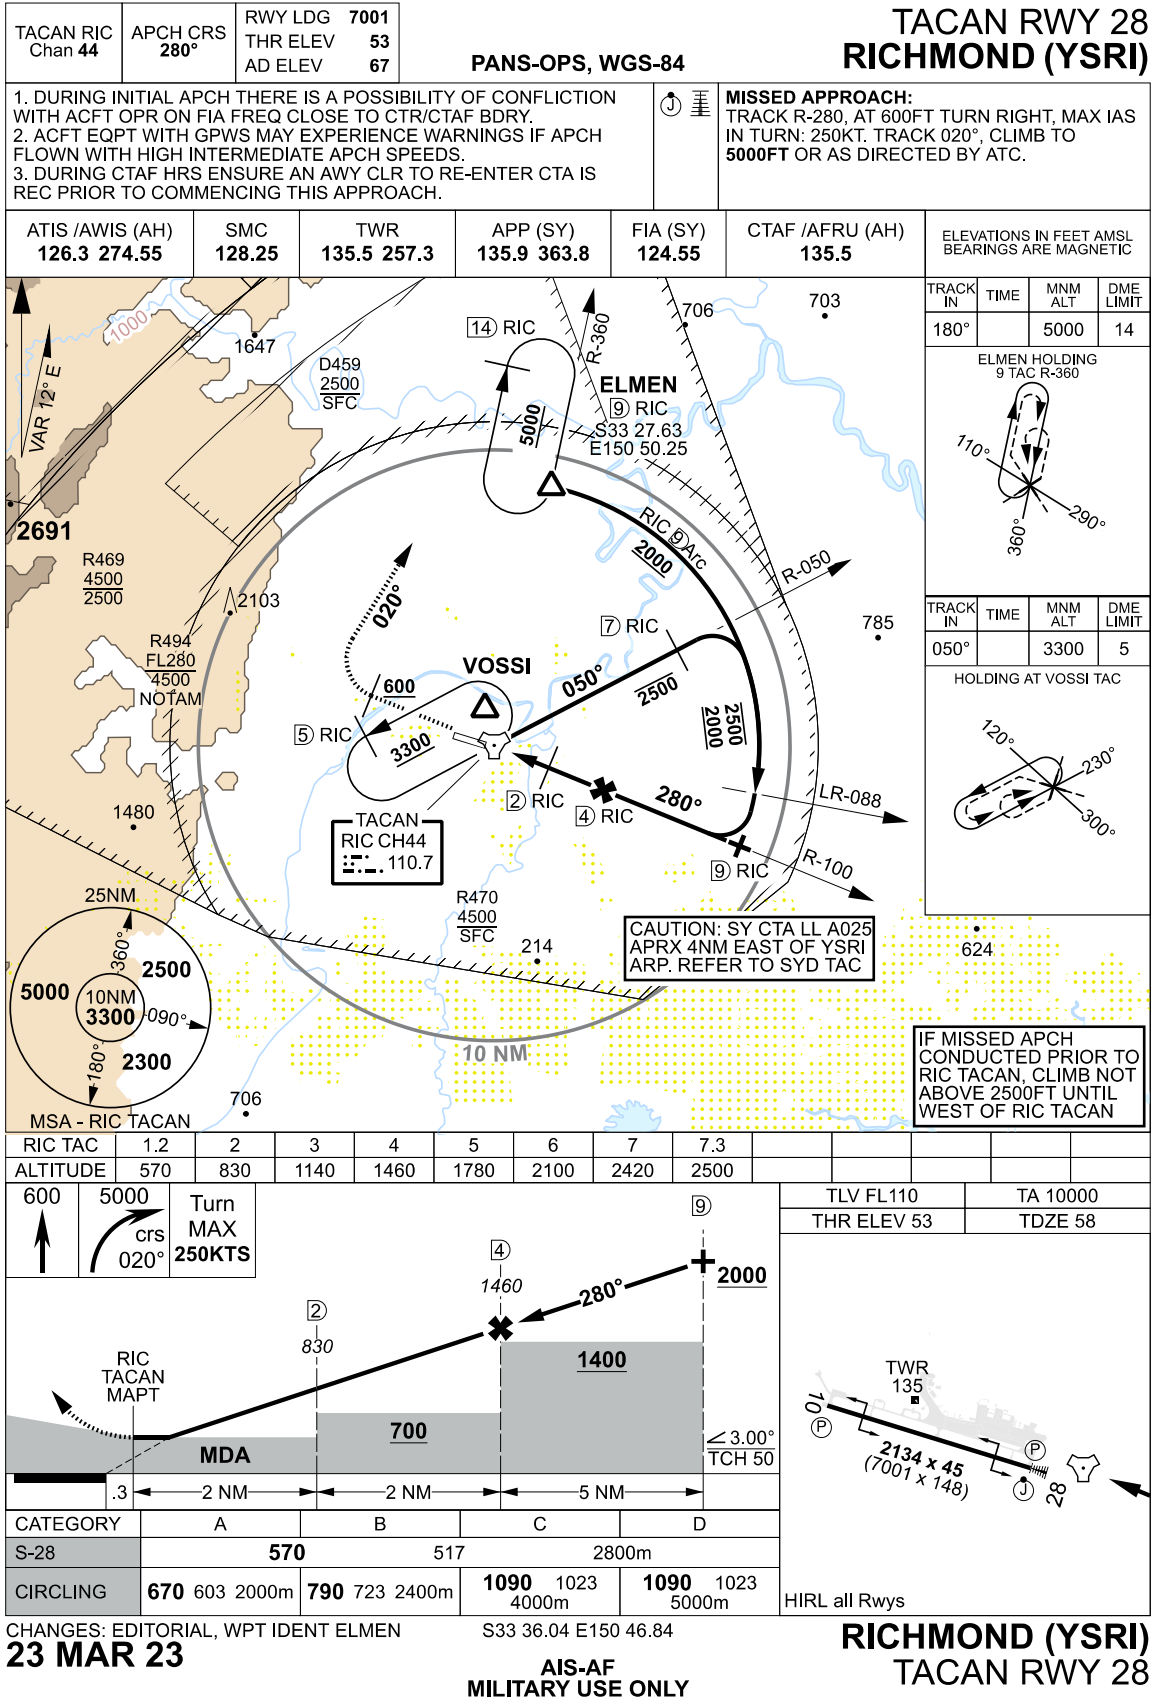 TACAN RIC
Chan 44
APCH CRS
280°
RWY LDG 7001
THR ELEV 53
AD ELEV 67
PANS-OPS, WGS-84
TACAN RWY 28
RICHMOND (YSRI)
1. DURING INITIAL APCH THERE IS A POSSIBILITY OF CONFLICTION
WITH ACFT OPR ON FIA FREQ CLOSE TO CTR/CTAF BDRY.
2. ACFT EQPT WITH GPWS MAY EXPERIENCE WARNINGS IF APCH
FLOWN WITH HIGH INTERMEDIATE APCH SPEEDS.
3. DURING CTAF HRS ENSURE AN AWY CLR TO RE-ENTER CTA IS
REC PRIOR TO COMMENCING THIS APPROACH.
J
MISSED APPROACH:
TRACK R-280, AT 600FT TURN RIGHT, MAX IAS
IN TURN: 250KT. TRACK 020°, CLIMB TO
5000FT OR AS DIRECTED BY ATC.
ATIS /AWIS (AH)
126.3 274.55
SMC
128.25
TWR
135.5 257.3
APP (SY)
135.9 363.8
FIA (SY)
124.55
CTAF /AFRU (AH)
135.5
ELEVATIONS IN FEET AMSL
BEARINGS ARE MAGNETIC
TRACK IN TIME MNM ALT DME LIMIT
180° 5000 14
ELMEN HOLDING
9 TAC R-360
110°
290°
360°
TRACK IN TIME MNM ALT DME LIMIT
050° 3300 5
HOLDING AT VOSSI TAC
120°
230°
300°
1000
VAR 12° E
1647
D459
2500
SFC
14 RIC
R-360
706
703
ELMEN
9 RIC
S33 27.63
E150 50.25
5000
2691
R469
4500
2500
2103
R494
FL280
4500
NOTAM
020°
RIC 9 Arc
2000
R-050
785
7 RIC
VOSSI
050°
2500
600
5 RIC
3300
2500
2000
2 RIC
4 RIC
280°
LR-088
9 RIC
R-100
1480
TACAN
RIC CH44
110.7
R470
4500
SFC
214
CAUTION: SY CTA LL A025
APRX 4NM EAST OF YSRI
ARP. REFER TO SYD TAC
624
25NM
360°
2500
5000
10NM
3300
090°
180°
2300
MSA - RIC TACAN
706
10 NM
IF MISSED APCH
CONDUCTED PRIOR TO
RIC TACAN, CLIMB NOT
ABOVE 2500FT UNTIL
WEST OF RIC TACAN
RIC TAC 1.2 2 3 4 5 6 7 7.3
ALTITUDE 570 830 1140 1460 1780 2100 2420 2500
600
5000
crs
020°
Turn
MAX
250KTS
9
2000
4
1460
280°
2
830
RIC
TACAN
MAPT
1400
700
MDA
3.00°
TCH 50
.3 2 NM 2 NM 5 NM
TLV FL110 TA 10000
THR ELEV 53 TDZE 58
TWR
135
10
P
2134 x 45
(7001 x 148)
P
J
28
HIRL all Rwys
CATEGORY A B C D
S-28 570 517 2800m
CIRCLING 670 603 2000m 790 723 2400m 1090 1023 4000m 1090 1023 5000m
CHANGES: EDITORIAL, WPT IDENT ELMEN
S33 36.04 E150 46.84
23 MAR 23
AIS-AF
MILITARY USE ONLY
RICHMOND (YSRI)
TACAN RWY 28